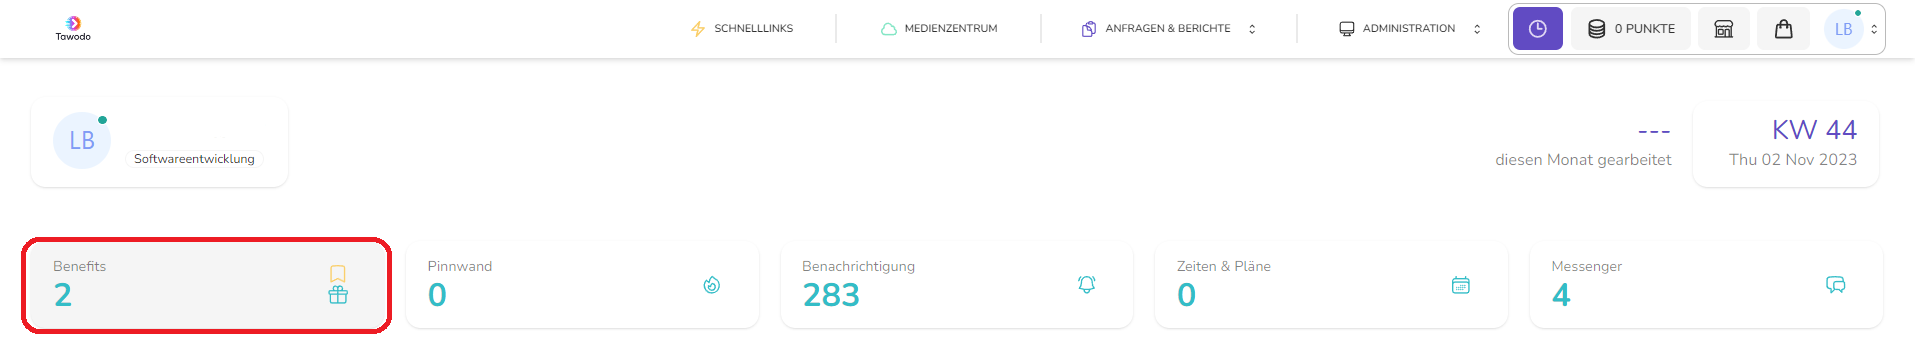 Tawodo
SCHNELLLINKS
MEDIENZENTRUM
ANFRAGEN & BERICHTE
ADMINISTRATION
0 PUNKTE
LB
LB
Softwareentwicklung
---
diesen Monat gearbeitet
KW 44
Thu 02 Nov 2023
Benefits
2
Pinnwand
0
Benachrichtigung
283
Zeiten & Pläne
0
Messenger
4